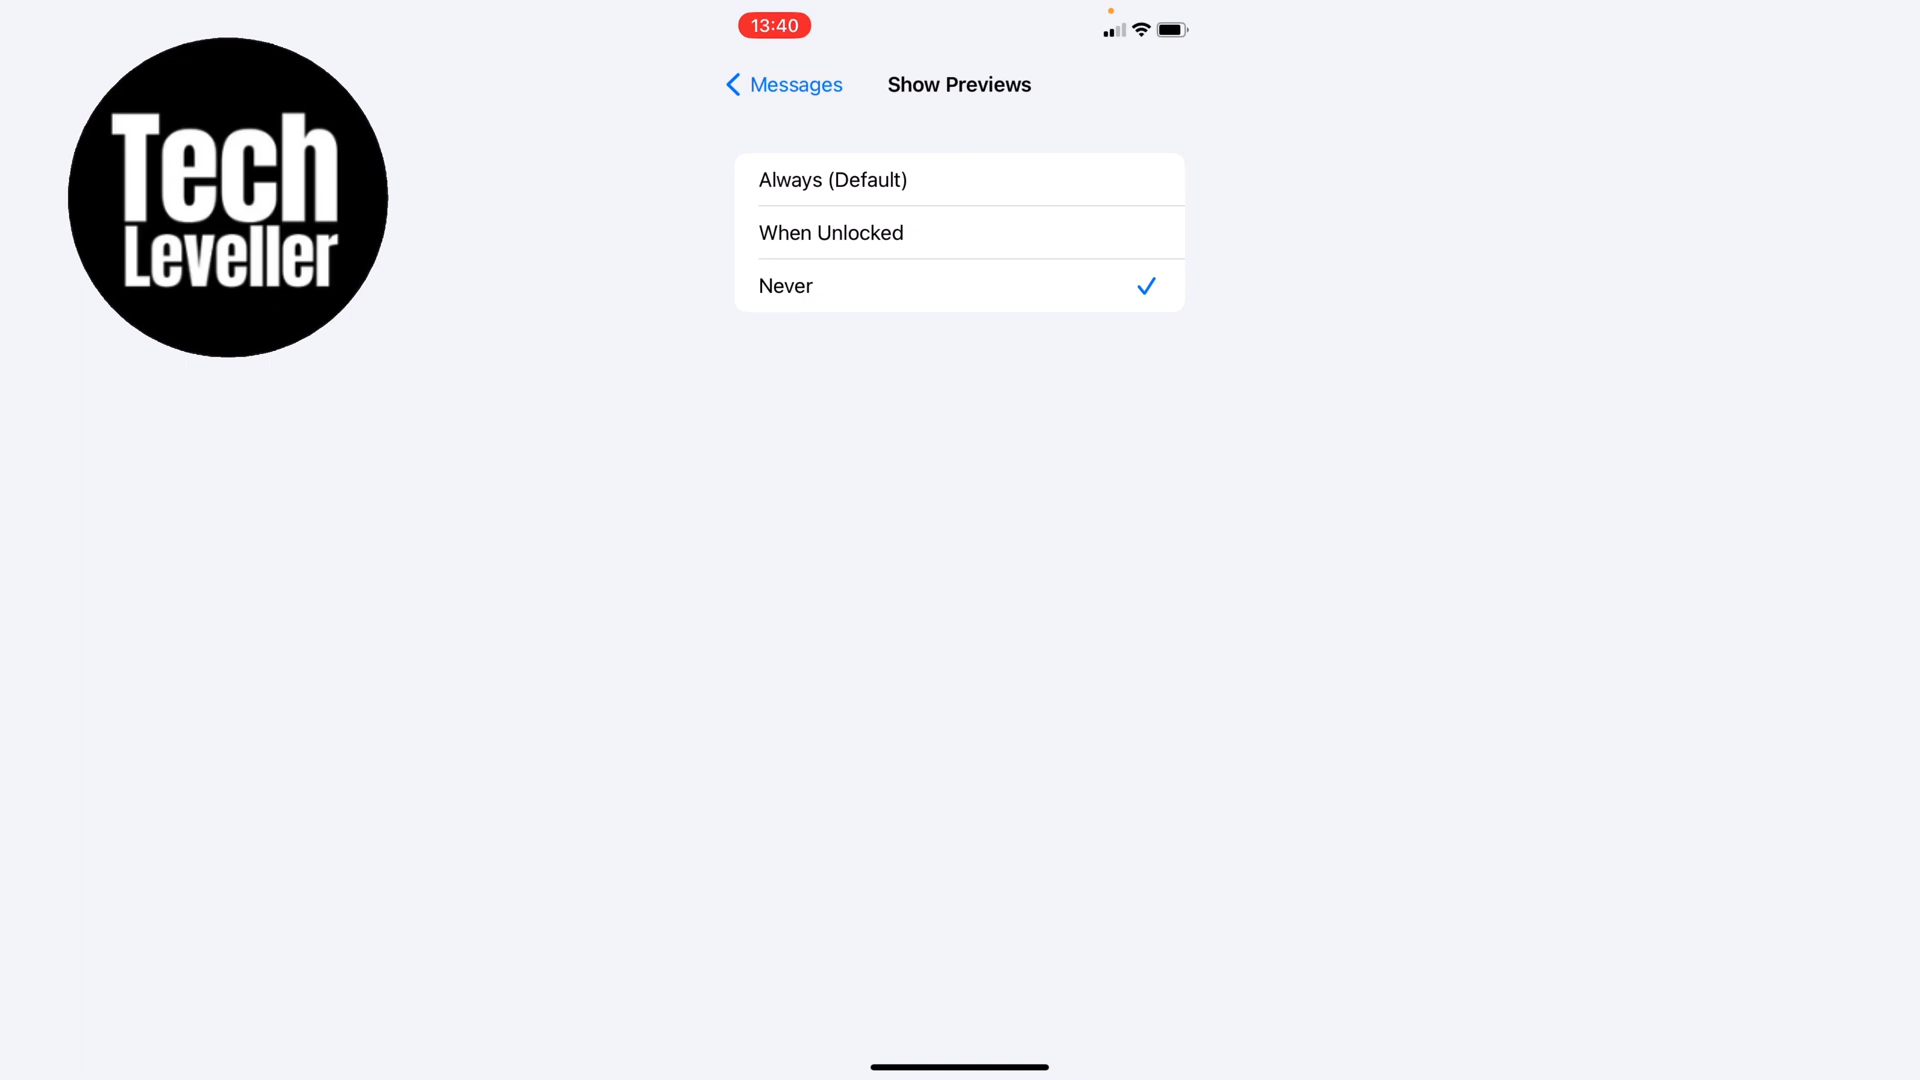 Tech
Leveller
13:40
Messages
Show Previews
Always (Default)
When Unlocked
Never